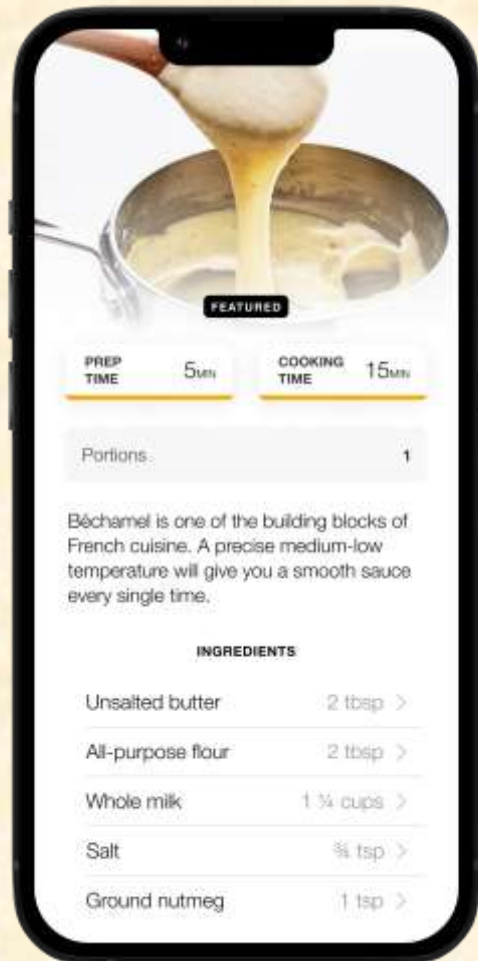 FEATURED
PREP TIME 5MIN
COOKING TIME 15MIN
Portions 1
Béchamel is one of the building blocks of
French cuisine. A precise medium-low
temperature will give you a smooth sauce
every single time.
INGREDIENTS
Unsalted butter 2 tbsp >
All-purpose flour 2 tbsp >
Whole milk 1 ¼ cups >
Salt ¾ tsp >
Ground nutmeg 1 tsp >